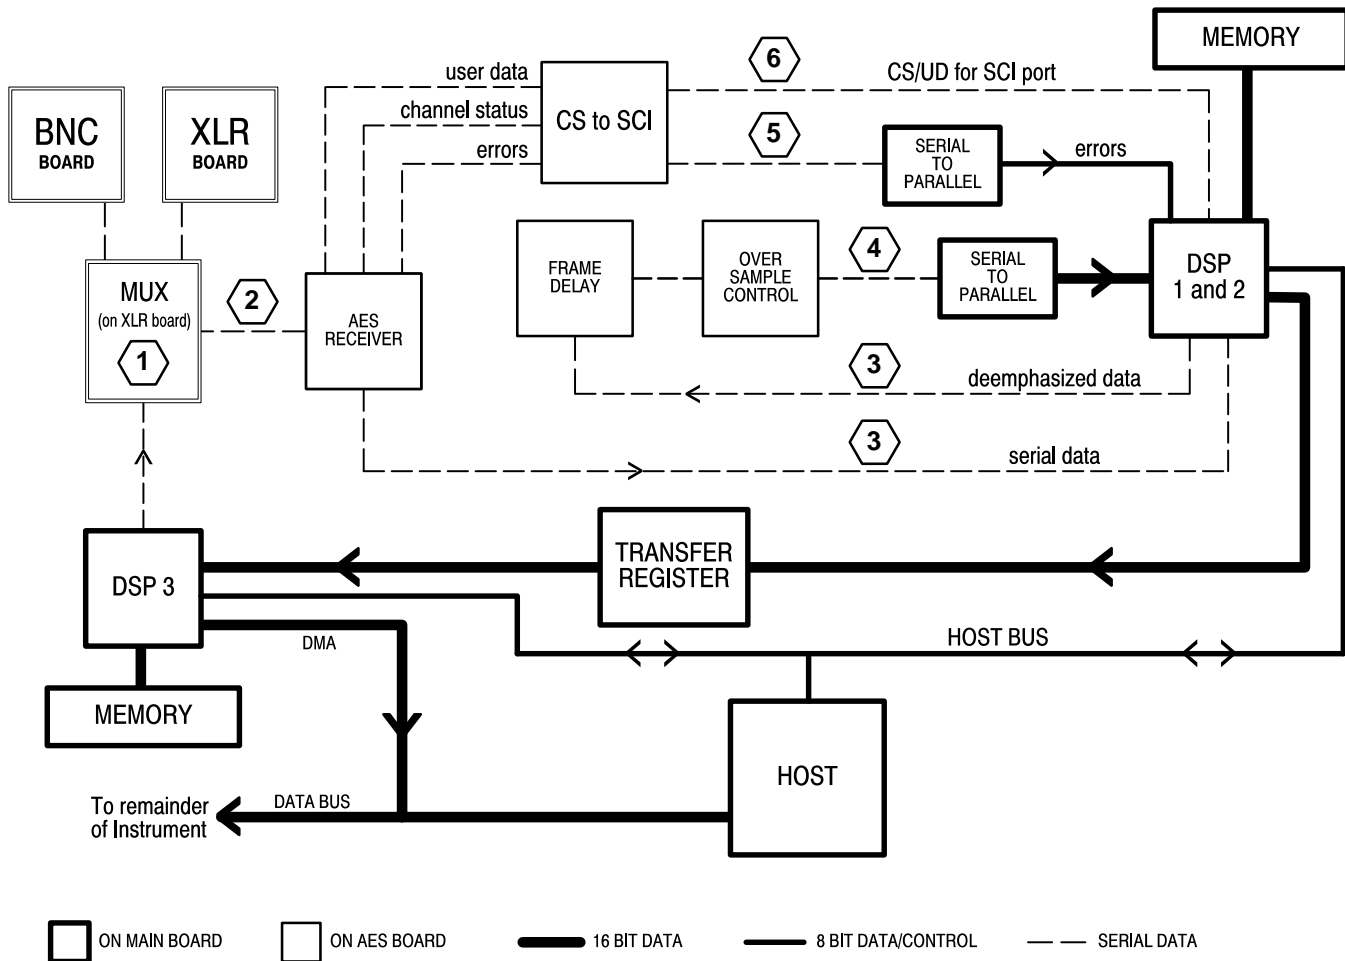 MEMORY
6
user data
CS/UD for SCI port
BNC
BOARD
XLR
BOARD
channel status
CS to SCI
5
SERIAL
TO
PARALLEL
errors
errors
MUX
(on XLR board)
1
2
AES
RECEIVER
FRAME
DELAY
OVER
SAMPLE
CONTROL
4
SERIAL
TO
PARALLEL
DSP
1 and 2
3
deemphasized data
3
serial data
DSP 3
TRANSFER
REGISTER
DMA
HOST BUS
MEMORY
HOST
To remainder
of Instrument
DATA BUS
ON MAIN BOARD
ON AES BOARD
16 BIT DATA
8 BIT DATA/CONTROL
SERIAL DATA